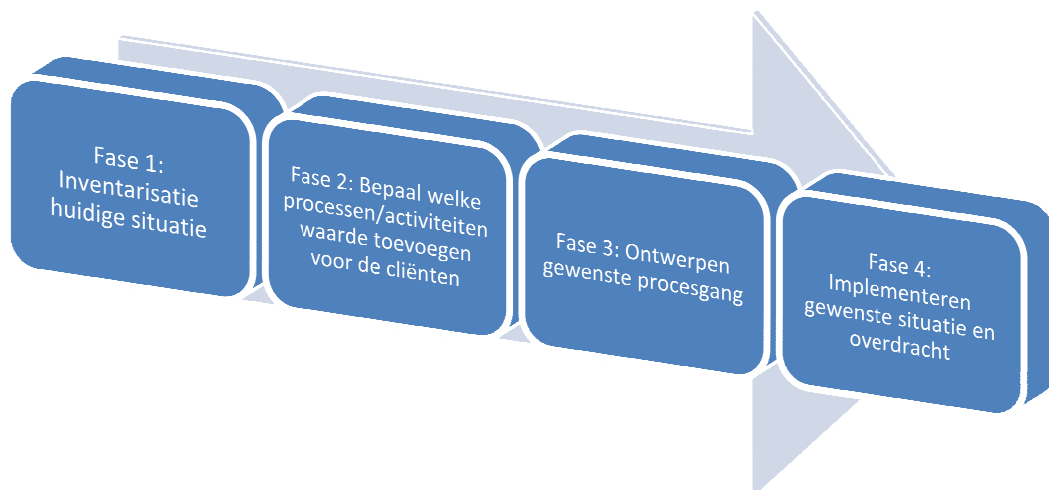 Fase 1:
Inventarisatie
huidige situatie
Fase 2: Bepaal welke
processen/activiteiten
waarde toevoegen
voor de cliënten
Fase 3: Ontwerpen
gewenste procesgang
Fase 4:
Implementeren
gewenste situatie en
overdracht